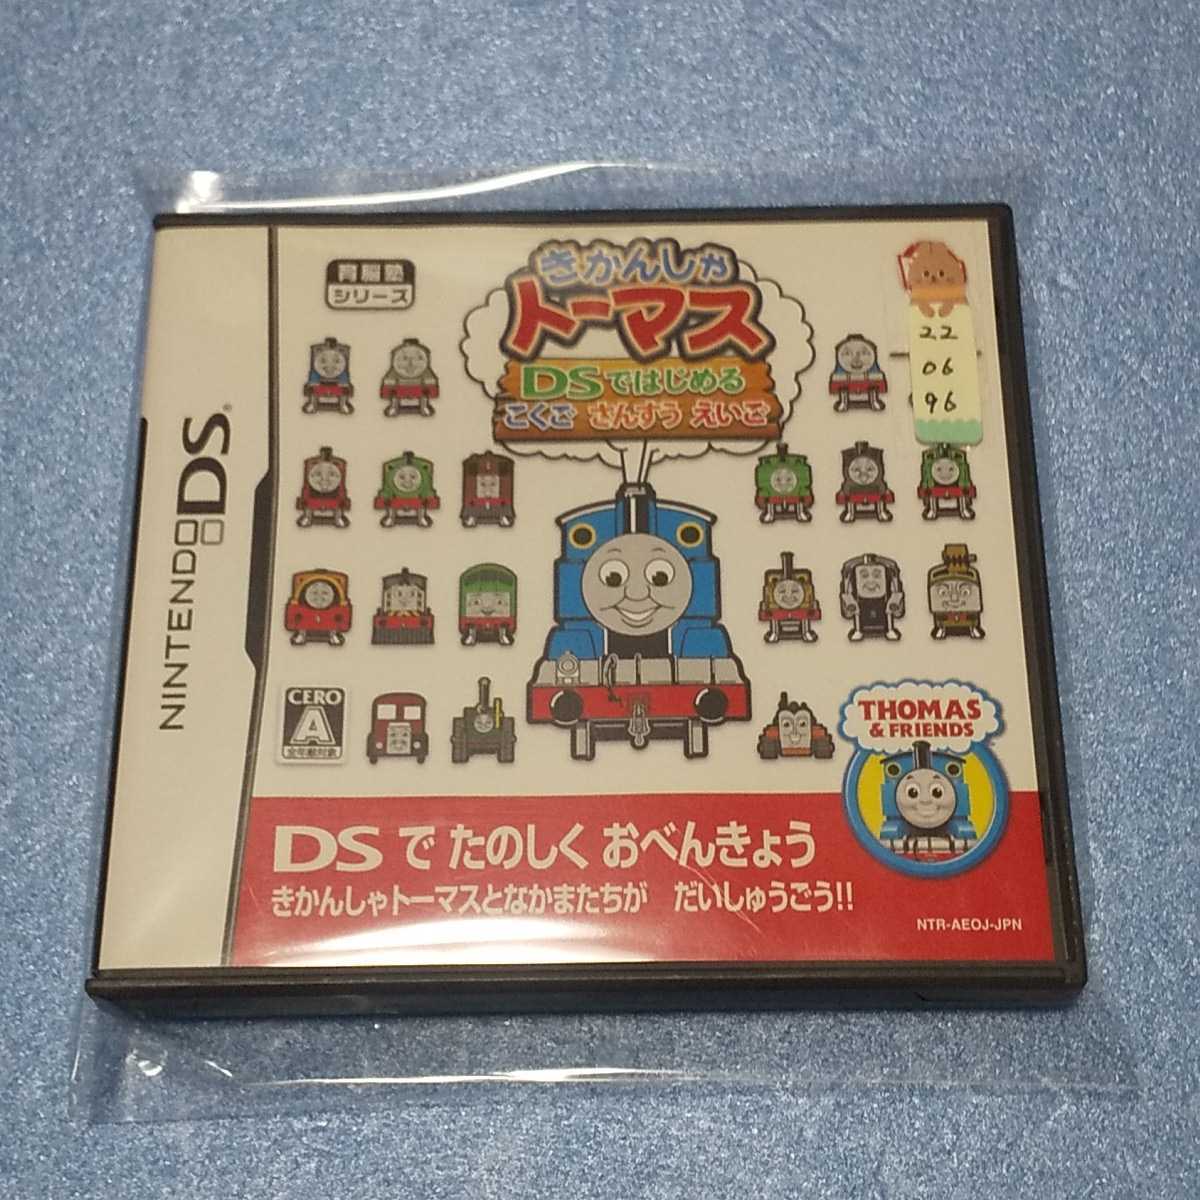 育脳塾
シリーズ
きかんしゃ
トーマス
DSではじめる
こくご さんすう えいご
22
06
96
NINTENDO DS®
CERO
A
全年齢対象
THOMAS
& FRIENDS
DSで たのしく おべんきょう
きかんしゃトーマスとなかまたちが だいしゅうごう!!
NTR-AEOJ-JPN